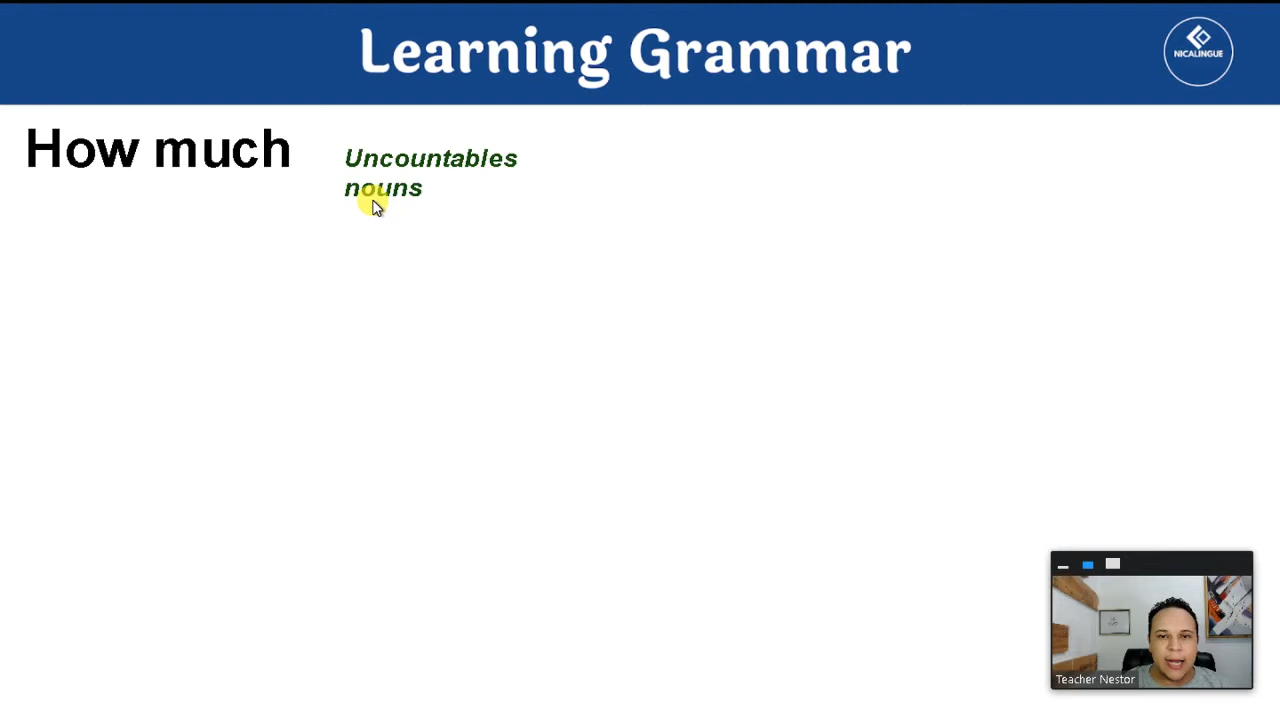 Learning Grammar
NICALINGUE
How much
Uncountables
nouns
Teacher Nestor